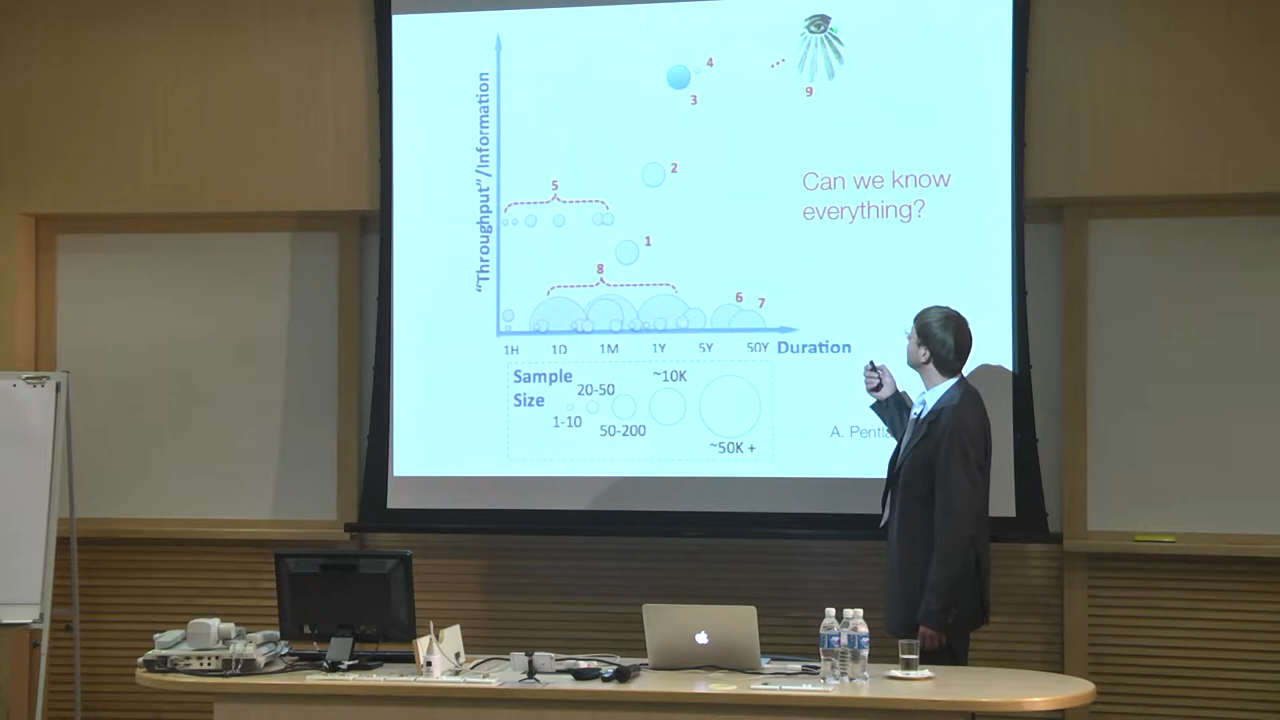 4
3
9
2
Can we know
everything?
"Throughput"/Information
5
1
8
6
7
1H 1D 1M 1Y 5Y 50Y Duration
Sample
Size
1-10
20-50
50-200
~10K
~50K +
A.